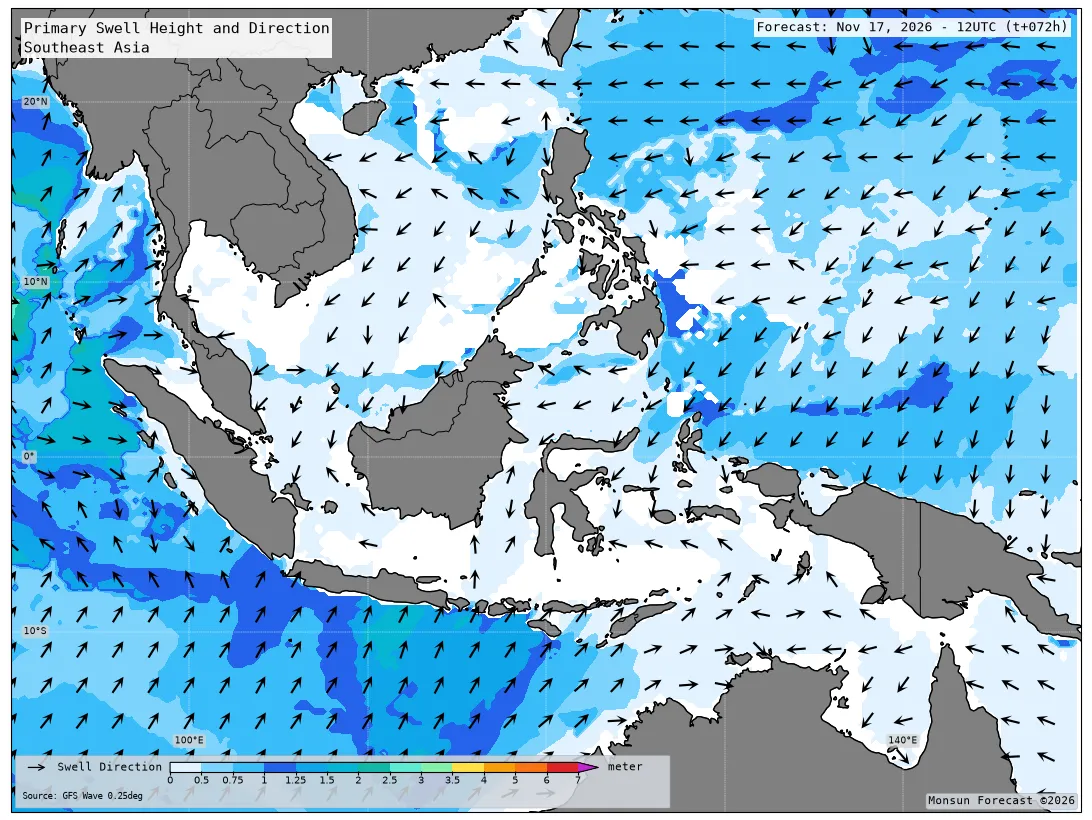 Primary Swell Height and Direction
Southeast Asia
Forecast: Nov 17, 2026 - 12UTC (t+072h)
20°N
10°N
0°
10°S
100°E
140°E
Swell Direction
meter
0 0.5 0.75 1 1.25 1.5 2 2.5 3 3.5 4 5 6 7
Source: GFS Wave 0.25deg
Monsun Forecast ©2026